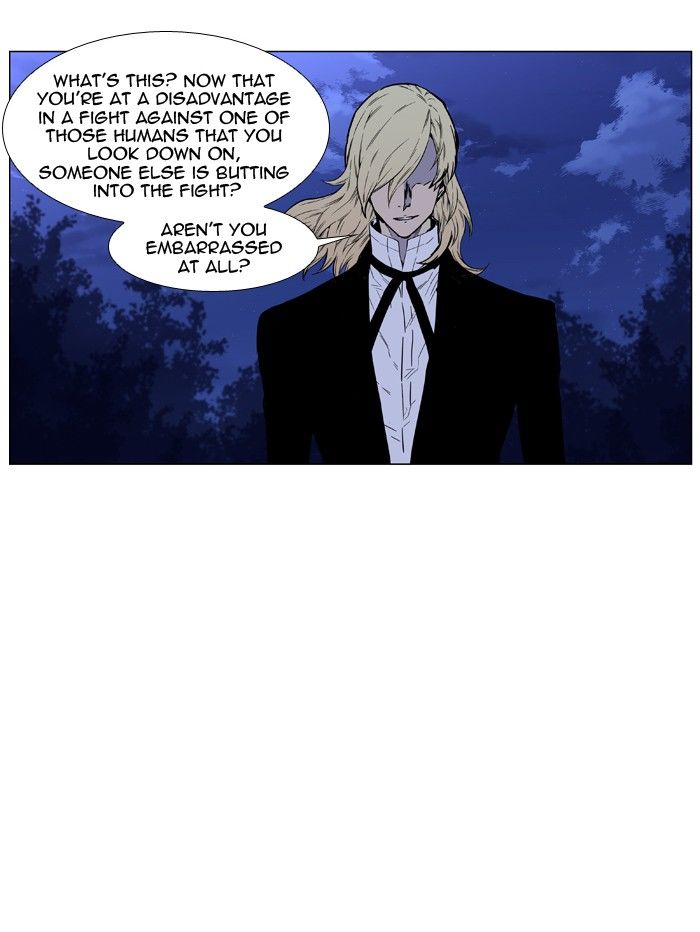 WHAT'S THIS? NOW THAT
YOU'RE AT A DISADVANTAGE
IN A FIGHT AGAINST ONE OF
THOSE HUMANS THAT YOU
LOOK DOWN ON,
SOMEONE ELSE IS BUTTING
INTO THE FIGHT?
AREN'T YOU
EMBARRASSED
AT ALL?